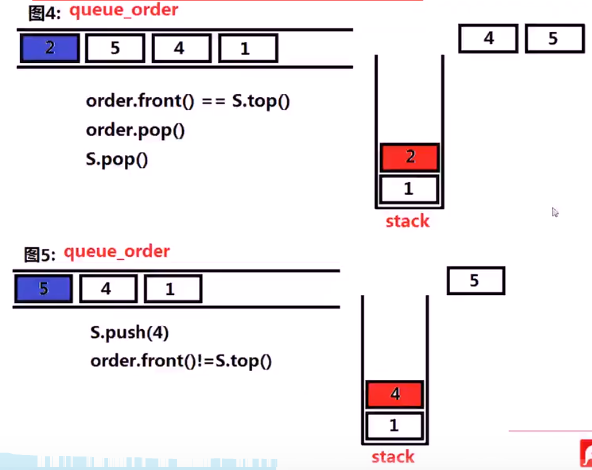 图4: queue_order
2 5 4 1
4 5
order.front() == S.top()
order.pop()
S.pop()
2
1
stack
图5: queue_order
5 4 1
5
S.push(4)
order.front()!=S.top()
4
1
stack